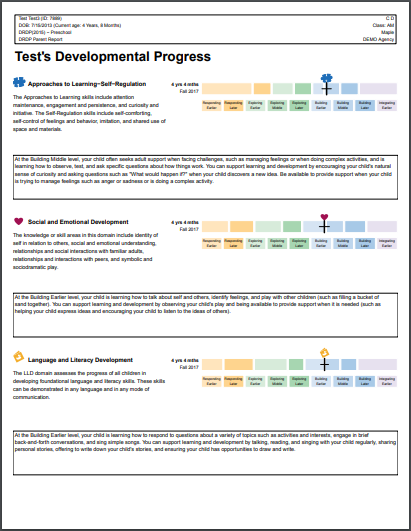 Test Test3 (ID: 7889)
C D
DOB: 7/15/2013 (Current age: 4 Years, 8 Months)
Class: AM
DRDP(2015) – Preschool
Maple
DRDP Parent Report
DEMO Agency
Test's Developmental Progress
Approaches to Learning–Self–Regulation
4 yrs 4 mths
Fall 2017
Responding Earlier
Responding Later
Exploring Earlier
Exploring Middle
Exploring Later
Building Earlier
Building Middle
Building Later
Integrating Earlier
The Approaches to Learning skills include attention
maintenance, engagement and persistence, and curiosity and
initiative. The Self-Regulation skills include self-comforting,
self-control of feelings and behavior, imitation, and shared use of
space and materials.
At the Building Middle level, your child often seeks adult support when facing challenges, such as managing feelings or when doing complex activities, and is
learning how to observe, test, and ask specific questions about how things work. You can support learning and development by encouraging your child's natural
sense of curiosity and asking questions such as "What would happen if?" when your child discovers a new idea. Be available to provide support when your child
is trying to manage feelings such as anger or sadness or is doing a complex activity.
Social and Emotional Development
4 yrs 4 mths
Fall 2017
Responding Earlier
Responding Later
Exploring Earlier
Exploring Middle
Exploring Later
Building Earlier
Building Middle
Building Later
Integrating Earlier
The knowledge or skill areas in this domain include identity of
self in relation to others, social and emotional understanding,
relationships and social interactions with familiar adults,
relationships and interactions with peers, and symbolic and
sociodramatic play.
At the Building Earlier level, your child is learning how to talk about self and others, identify feelings, and play with other children (such as filling a bucket of
sand together). You can support learning and development by observing your child's play and being available to provide support when it is needed (such as
helping your child express ideas and encouraging your child to listen to the ideas of others).
Language and Literacy Development
4 yrs 4 mths
Fall 2017
Responding Earlier
Responding Later
Exploring Earlier
Exploring Middle
Exploring Later
Building Earlier
Building Middle
Building Later
Integrating Earlier
The LLD domain assesses the progress of all children in
developing foundational language and literacy skills. These skills
can be demonstrated in any language and in any mode of
communication.
At the Building Earlier level, your child is learning how to respond to questions about a variety of topics such as activities and interests, engage in brief
back-and-forth conversations, and sing simple songs. You can support learning and development by talking, reading, and singing with your child regularly, sharing
personal stories, offering to write down your child's stories, and ensuring your child has opportunities to draw and write.